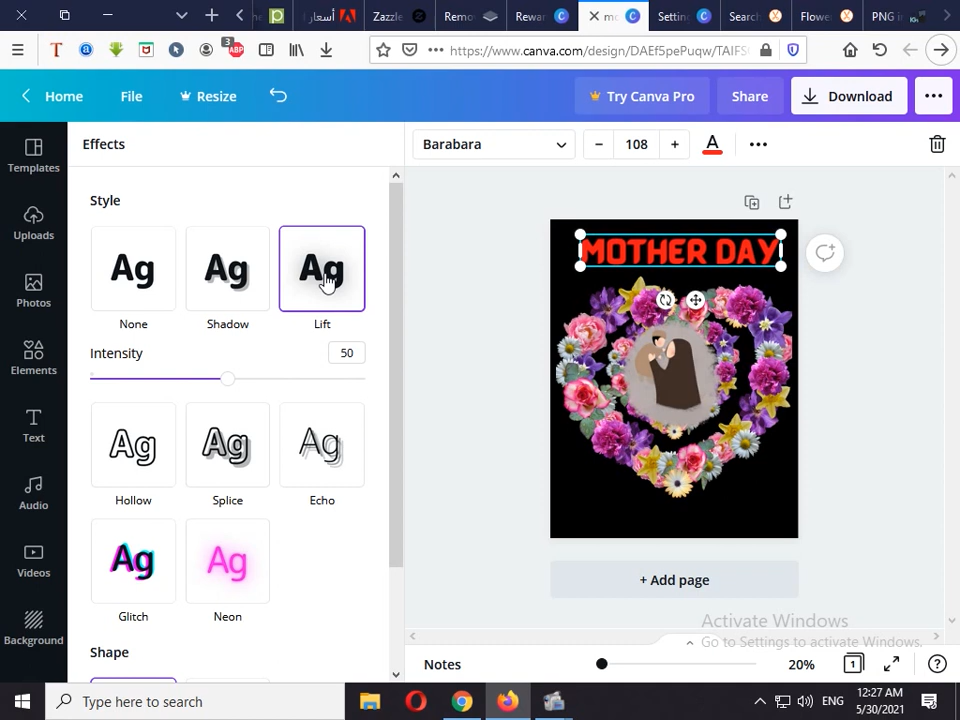 أسعار
Zazzle
Remo
Rewar
mo
Settin
Search
Flowe
PNG i
3
ABP
https://www.canva.com/design/DAEf5pePuqw/TAIFS
Home
File
Resize
Try Canva Pro
Share
Download
Effects
Barabara
108
A
Templates
Uploads
Photos
Elements
Text
Audio
Videos
Background
Style
Ag
Ag
Ag
None
Shadow
Lift
Intensity
50
Ag
Ag
Ag
Hollow
Splice
Echo
Ag
Ag
Glitch
Neon
Shape
MOTHER DAY
+ Add page
Activate Windows
Go to Settings to activate Windows.
Notes
20%
1
Type here to search
ENG
12:27 AM
5/30/2021